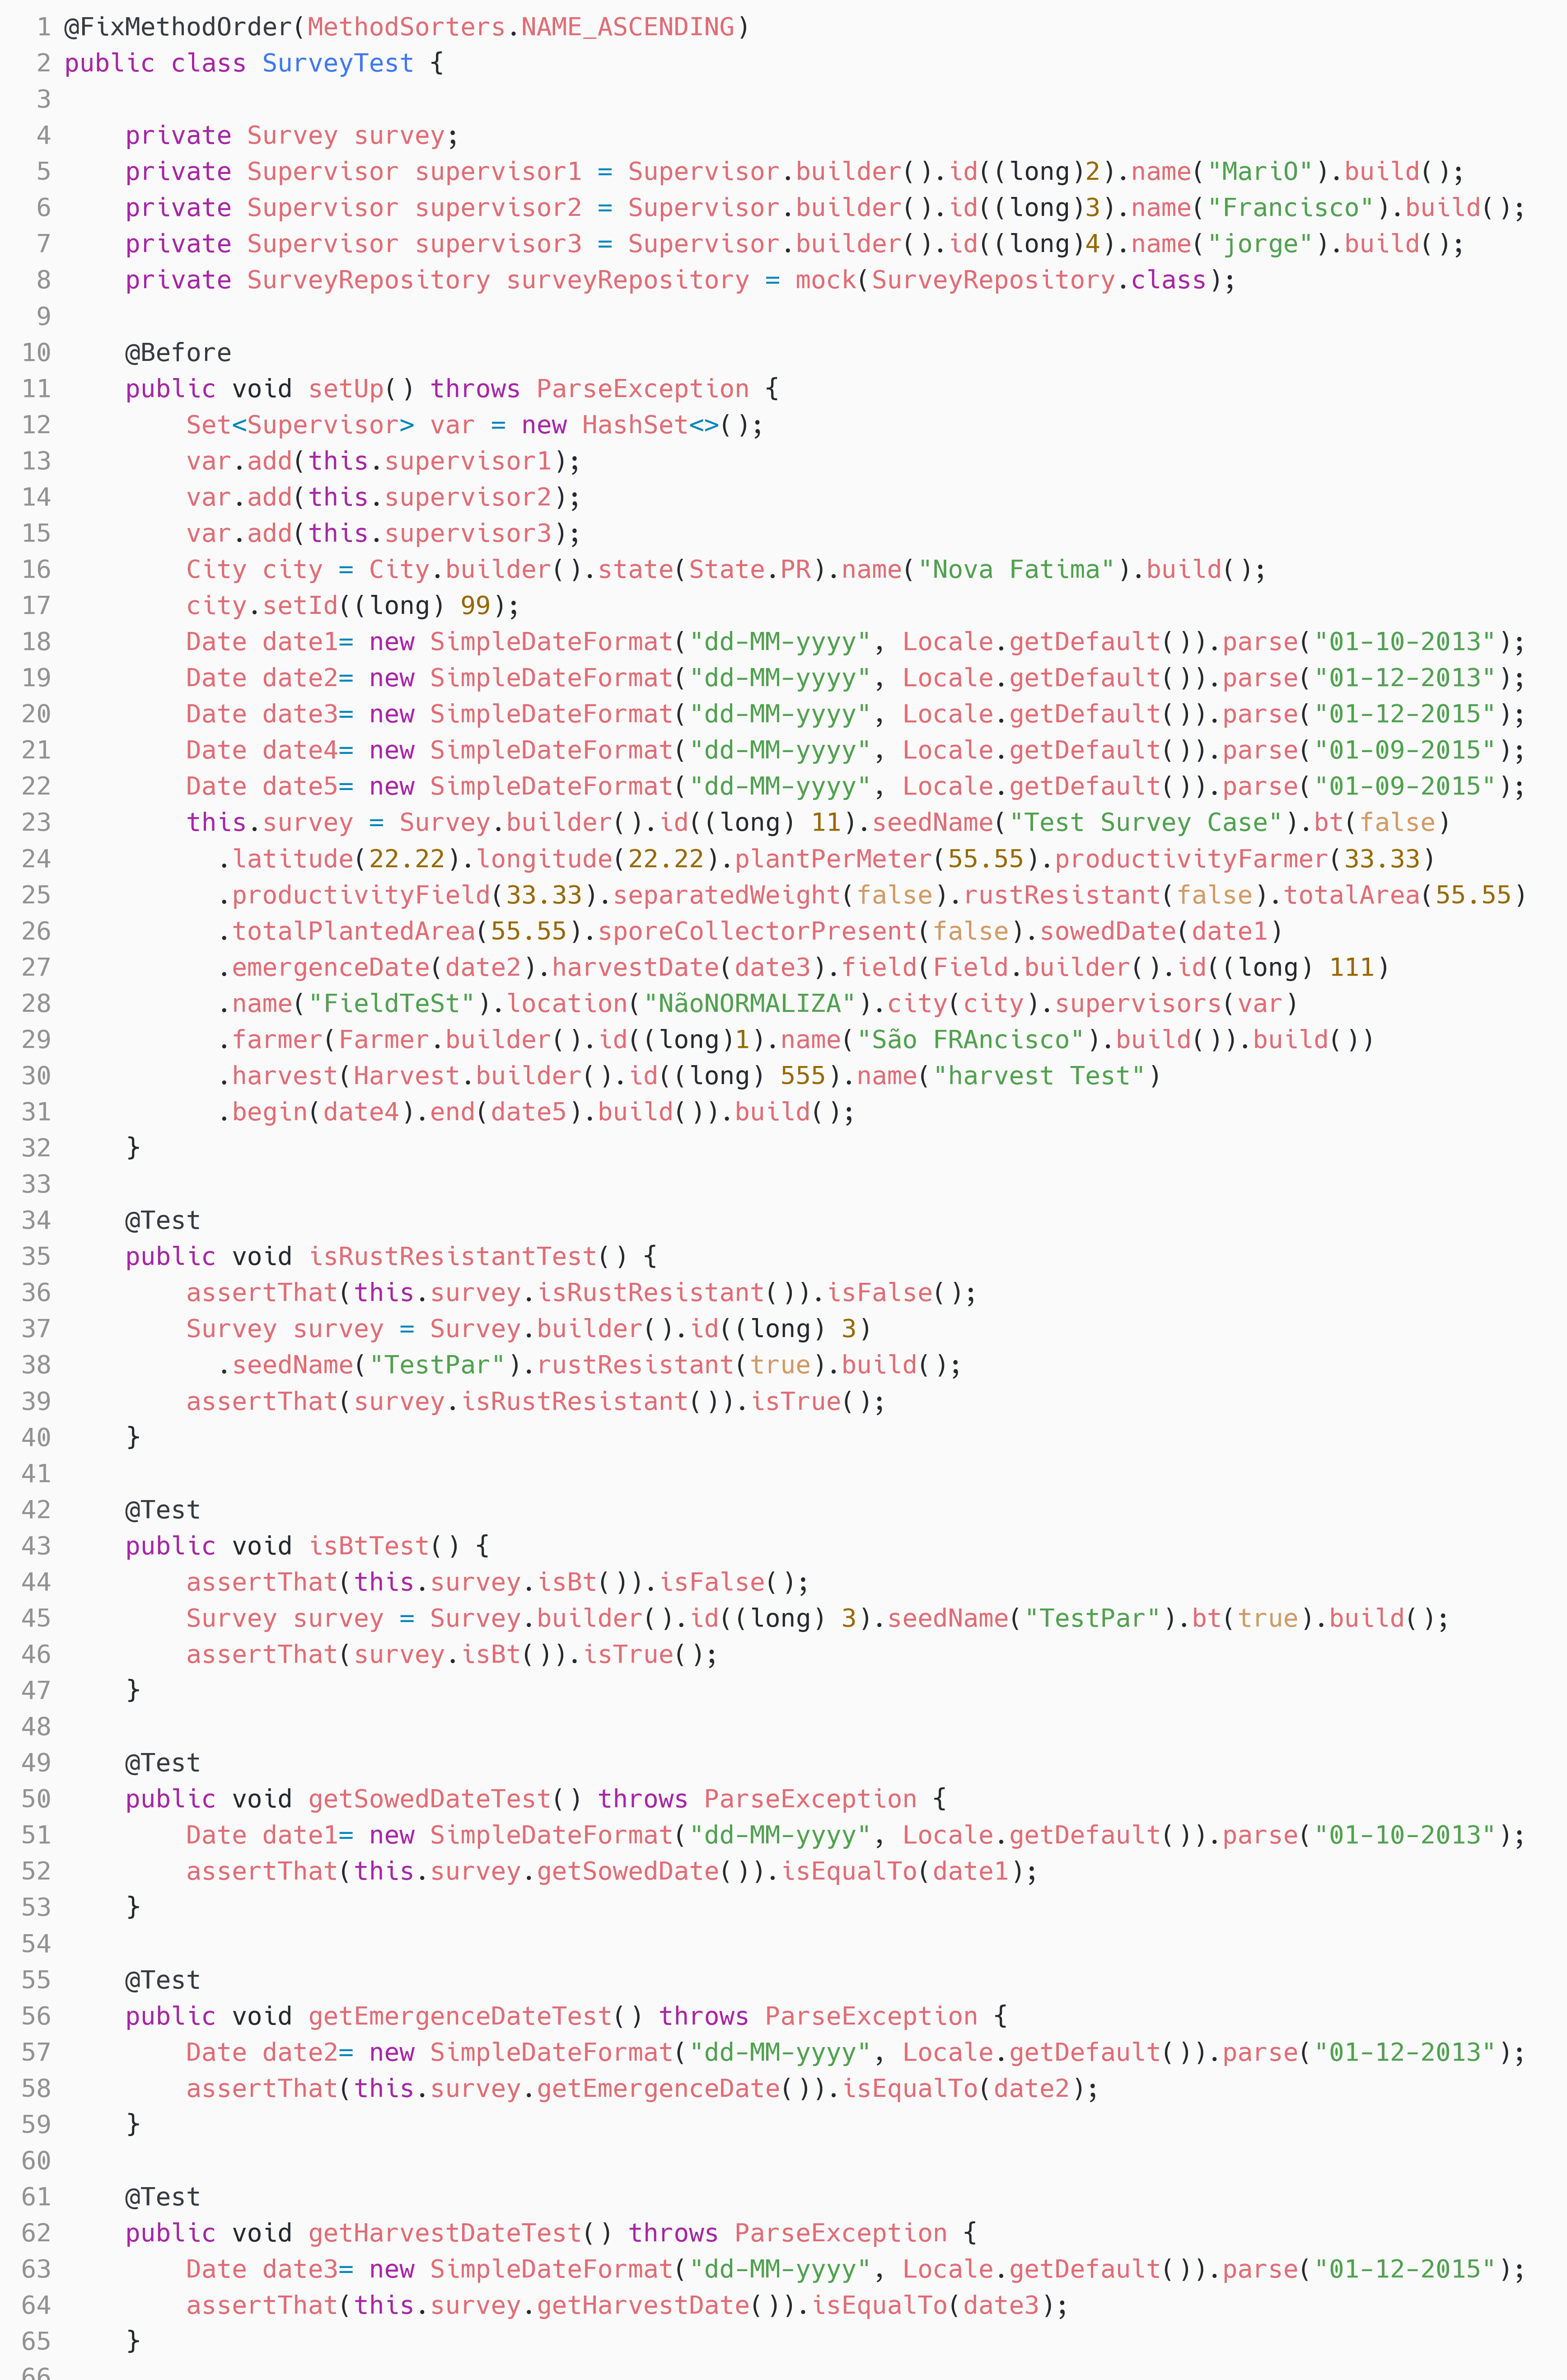 1 @FixMethodOrder(MethodSorters.NAME_ASCENDING)
2 public class SurveyTest {
3
4     private Survey survey;
5     private Supervisor supervisor1 = Supervisor.builder().id((long)2).name("MariO").build();
6     private Supervisor supervisor2 = Supervisor.builder().id((long)3).name("Francisco").build();
7     private Supervisor supervisor3 = Supervisor.builder().id((long)4).name("jorge").build();
8     private SurveyRepository surveyRepository = mock(SurveyRepository.class);
9
10     @Before
11     public void setUp() throws ParseException {
12         Set<Supervisor> var = new HashSet<>();
13         var.add(this.supervisor1);
14         var.add(this.supervisor2);
15         var.add(this.supervisor3);
16         City city = City.builder().state(State.PR).name("Nova Fatima").build();
17         city.setId((long) 99);
18         Date date1= new SimpleDateFormat("dd-MM-yyyy", Locale.getDefault()).parse("01-10-2013");
19         Date date2= new SimpleDateFormat("dd-MM-yyyy", Locale.getDefault()).parse("01-12-2013");
20         Date date3= new SimpleDateFormat("dd-MM-yyyy", Locale.getDefault()).parse("01-12-2015");
21         Date date4= new SimpleDateFormat("dd-MM-yyyy", Locale.getDefault()).parse("01-09-2015");
22         Date date5= new SimpleDateFormat("dd-MM-yyyy", Locale.getDefault()).parse("01-09-2015");
23         this.survey = Survey.builder().id((long) 11).seedName("Test Survey Case").bt(false)
24           .latitude(22.22).longitude(22.22).plantPerMeter(55.55).productivityFarmer(33.33)
25           .productivityField(33.33).separatedWeight(false).rustResistant(false).totalArea(55.55)
26           .totalPlantedArea(55.55).sporeCollectorPresent(false).sowedDate(date1)
27           .emergenceDate(date2).harvestDate(date3).field(Field.builder().id((long) 111)
28           .name("FieldTeSt").location("NãoNORMALIZA").city(city).supervisors(var)
29           .farmer(Farmer.builder().id((long)1).name("São FRAncisco").build()).build())
30           .harvest(Harvest.builder().id((long) 555).name("harvest Test")
31           .begin(date4).end(date5).build()).build();
32     }
33
34     @Test
35     public void isRustResistantTest() {
36         assertThat(this.survey.isRustResistant()).isFalse();
37         Survey survey = Survey.builder().id((long) 3)
38           .seedName("TestPar").rustResistant(true).build();
39         assertThat(survey.isRustResistant()).isTrue();
40     }
41
42     @Test
43     public void isBtTest() {
44         assertThat(this.survey.isBt()).isFalse();
45         Survey survey = Survey.builder().id((long) 3).seedName("TestPar").bt(true).build();
46         assertThat(survey.isBt()).isTrue();
47     }
48
49     @Test
50     public void getSowedDateTest() throws ParseException {
51         Date date1= new SimpleDateFormat("dd-MM-yyyy", Locale.getDefault()).parse("01-10-2013");
52         assertThat(this.survey.getSowedDate()).isEqualTo(date1);
53     }
54
55     @Test
56     public void getEmergenceDateTest() throws ParseException {
57         Date date2= new SimpleDateFormat("dd-MM-yyyy", Locale.getDefault()).parse("01-12-2013");
58         assertThat(this.survey.getEmergenceDate()).isEqualTo(date2);
59     }
60
61     @Test
62     public void getHarvestDateTest() throws ParseException {
63         Date date3= new SimpleDateFormat("dd-MM-yyyy", Locale.getDefault()).parse("01-12-2015");
64         assertThat(this.survey.getHarvestDate()).isEqualTo(date3);
65     }
66